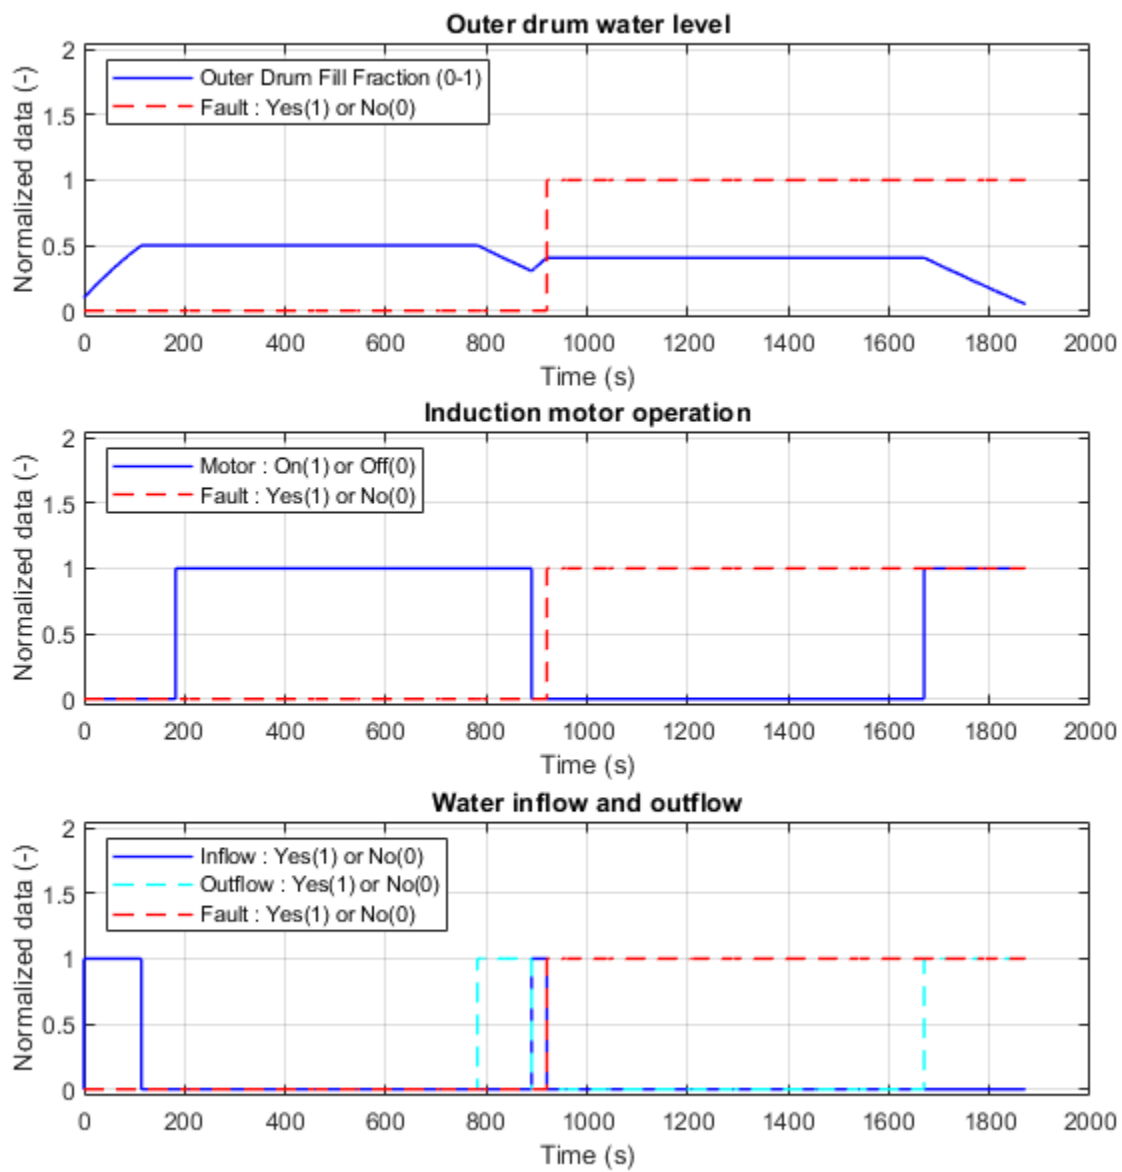 Outer drum water level
Normalized data (-)
2
1.5
1
0.5
0
Outer Drum Fill Fraction (0-1)
Fault : Yes(1) or No(0)
0 200 400 600 800 1000 1200 1400 1600 1800 2000
Time (s)
Induction motor operation
Normalized data (-)
2
1.5
1
0.5
0
Motor : On(1) or Off(0)
Fault : Yes(1) or No(0)
0 200 400 600 800 1000 1200 1400 1600 1800 2000
Time (s)
Water inflow and outflow
Normalized data (-)
2
1.5
1
0.5
0
Inflow : Yes(1) or No(0)
Outflow : Yes(1) or No(0)
Fault : Yes(1) or No(0)
0 200 400 600 800 1000 1200 1400 1600 1800 2000
Time (s)